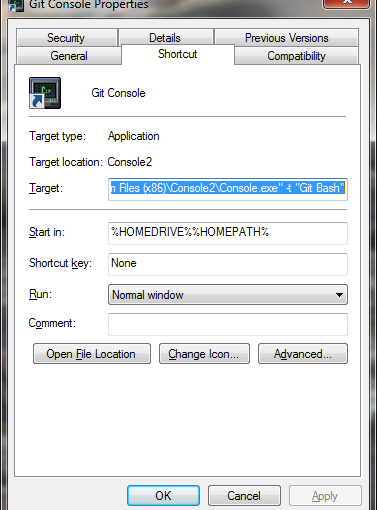 Git Console Properties
Security Details Previous Versions
General Shortcut Compatibility
Git Console
Target type: Application
Target location: Console2
Target: n Files (x86)\Console2\Console.exe" -t "Git Bash"
Start in: %HOMEDRIVE%%HOMEPATH%
Shortcut key: None
Run: Normal window
Comment:
Open File Location Change Icon... Advanced...
OK Cancel Apply